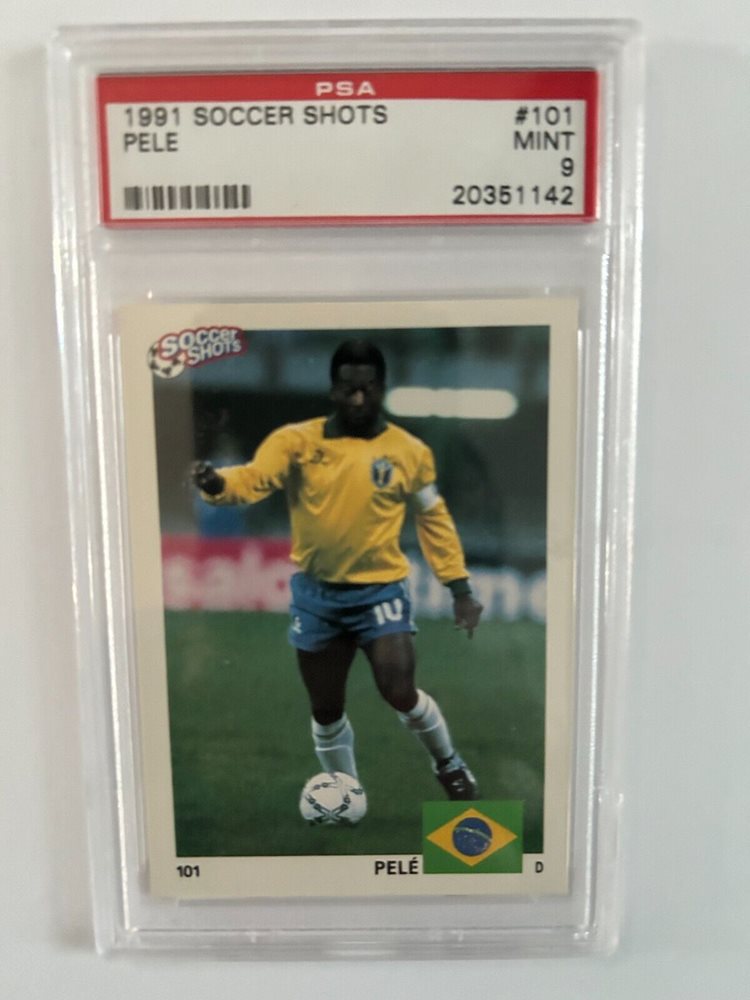 PSA
1991 SOCCER SHOTS #101
PELE MINT
9
20351142
SOCCER
SHOTS
10
101 PELÉ D